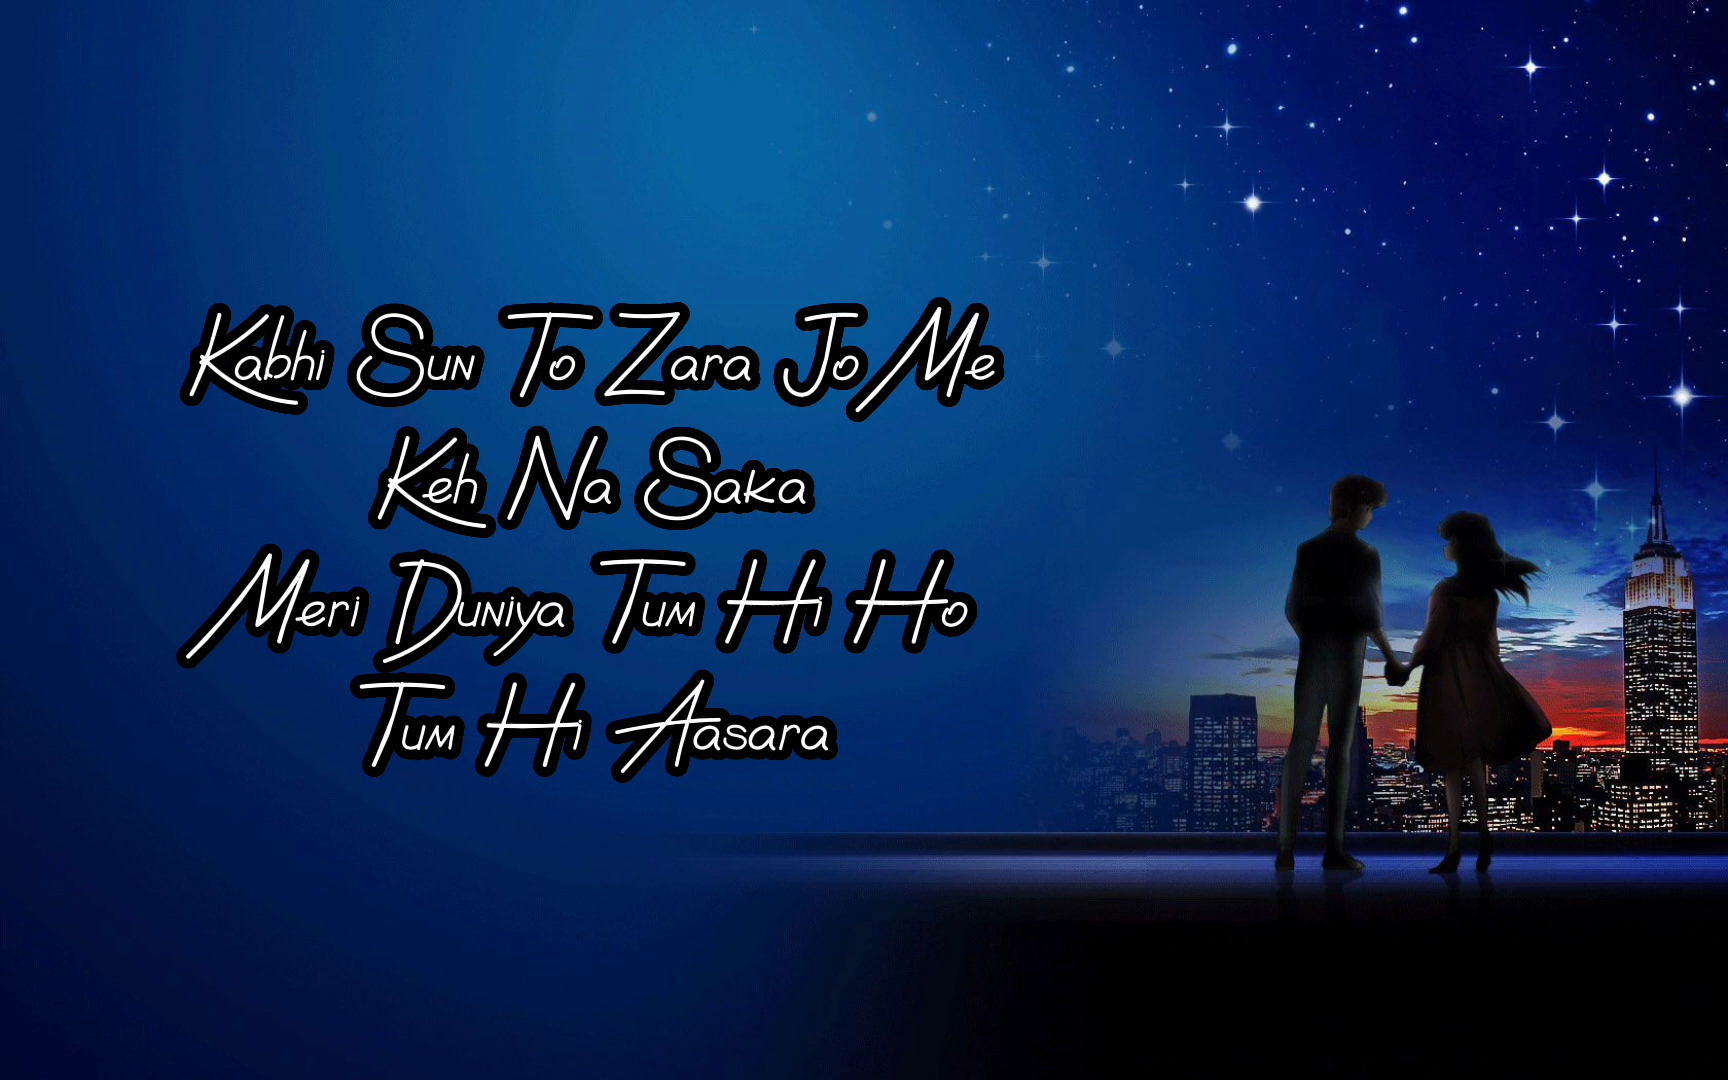 Kabhi Sun To Zara Jo Me
Keh Na Saka
Meri Duniya Tum Hi Ho
Tum Hi Aasara